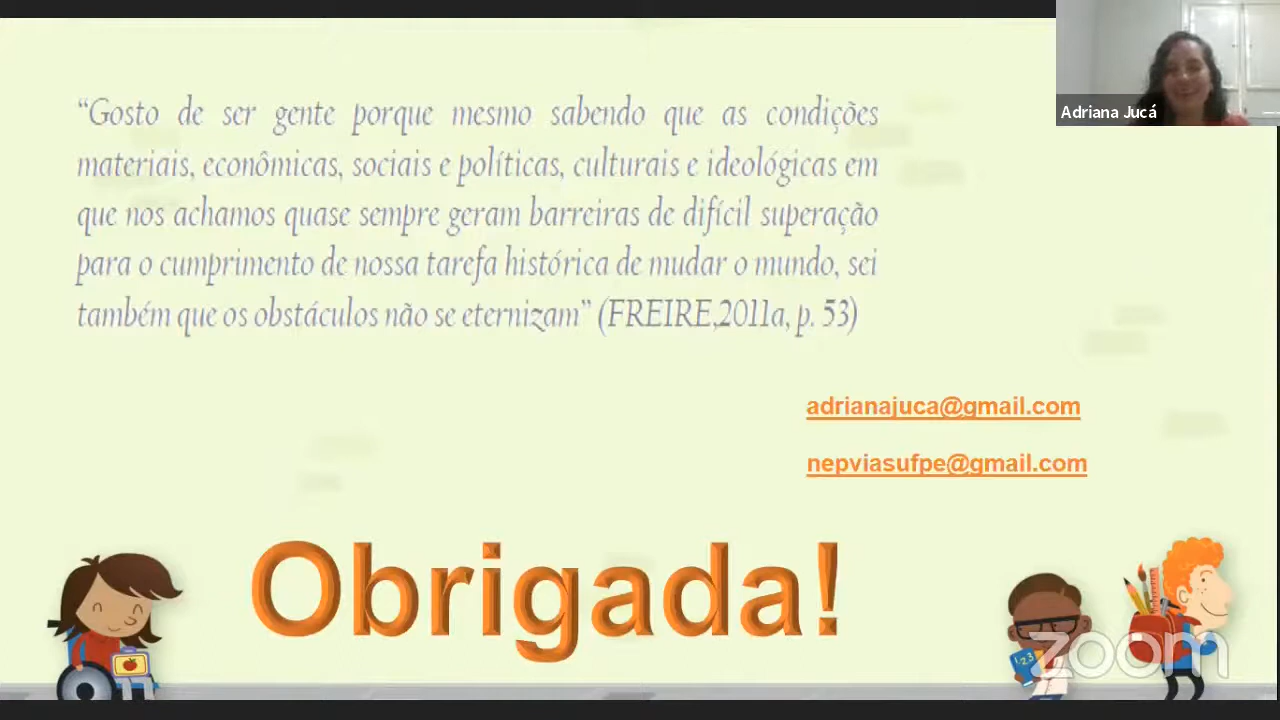 “Gosto de ser gente porque mesmo sabendo que as condições
materiais, econômicas, sociais e políticas, culturais e ideológicas em
que nos achamos quase sempre geram barreiras de difícil superação
para o cumprimento de nossa tarefa histórica de mudar o mundo, sei
também que os obstáculos não se eternizam” (FREIRE,2011a, p. 53)
Adriana Jucá
adrianajuca@gmail.com
nepviasufpe@gmail.com
Obrigada!
123
zoom